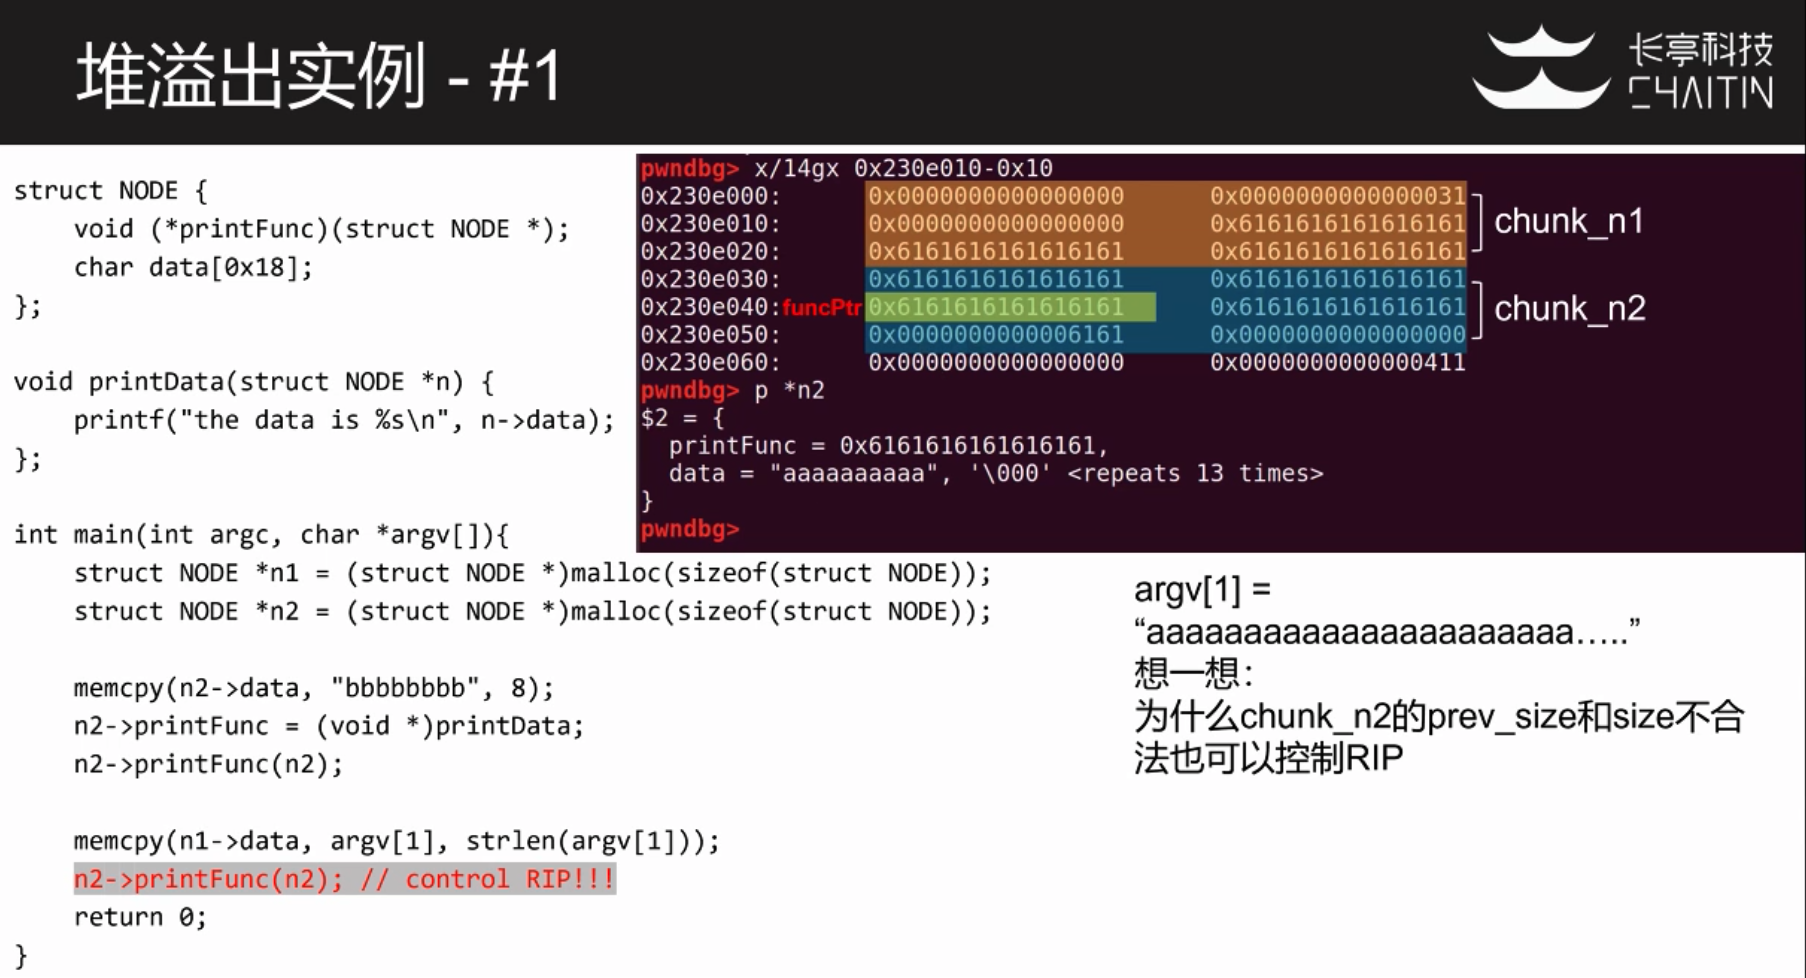 堆溢出实例 - #1
长亭科技
CHAITIN
struct NODE {
    void (*printFunc)(struct NODE *);
    char data[0x18];
};
void printData(struct NODE *n) {
    printf("the data is %s\n", n->data);
};
int main(int argc, char *argv[]){
    struct NODE *n1 = (struct NODE *)malloc(sizeof(struct NODE));
    struct NODE *n2 = (struct NODE *)malloc(sizeof(struct NODE));
    memcpy(n2->data, "bbbbbbbb", 8);
    n2->printFunc = (void *)printData;
    n2->printFunc(n2);
    memcpy(n1->data, argv[1], strlen(argv[1]));
    n2->printFunc(n2); // control RIP!!!
    return 0;
}
pwndbg> x/14gx 0x230e010-0x10
0x230e000: 0x0000000000000000 0x0000000000000031
0x230e010: 0x0000000000000000 0x6161616161616161
0x230e020: 0x6161616161616161 0x6161616161616161
0x230e030: 0x6161616161616161 0x6161616161616161
0x230e040:funcPtr 0x6161616161616161 0x6161616161616161
0x230e050: 0x0000000000006161 0x0000000000000000
0x230e060: 0x0000000000000000 0x0000000000000411
pwndbg> p *n2
$2 = {
  printFunc = 0x6161616161616161,
  data = "aaaaaaaaaa", '\000' <repeats 13 times>
}
pwndbg>
chunk_n1
chunk_n2
argv[1] =
“aaaaaaaaaaaaaaaaaaaaaa…..”
想一想：
为什么chunk_n2的prev_size和size不合
法也可以控制RIP